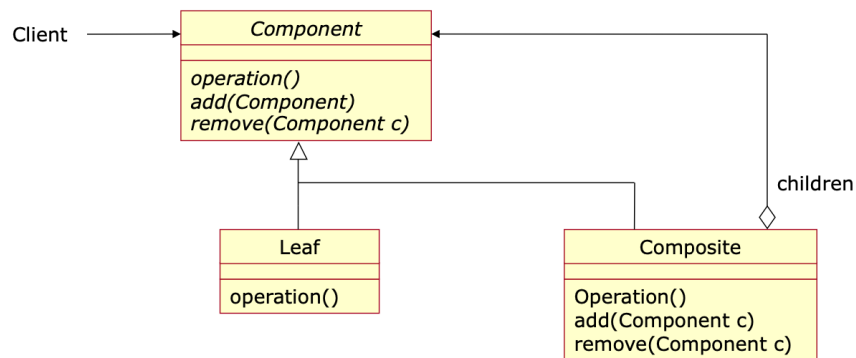 Client
Component
operation()
add(Component)
remove(Component c)
children
Leaf
operation()
Composite
Operation()
add(Component c)
remove(Component c)